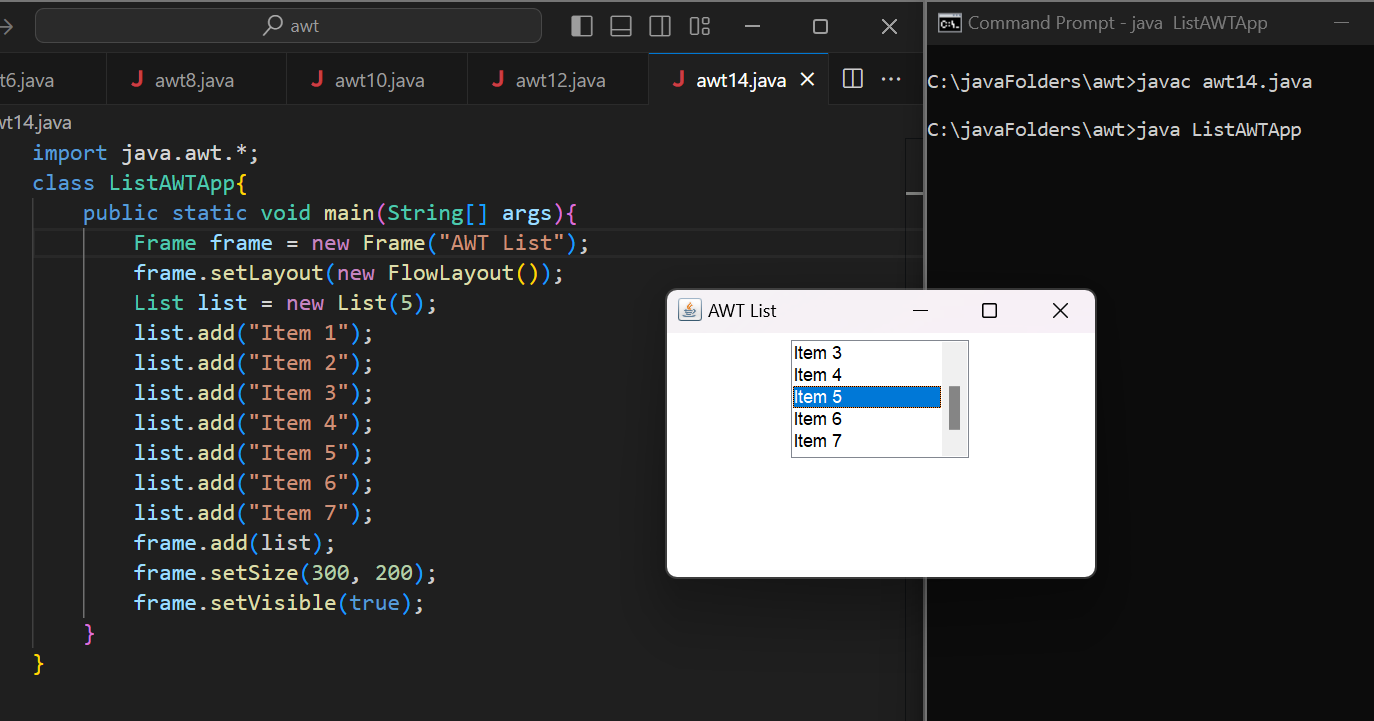 awt
t6.java
awt8.java
awt10.java
awt12.java
awt14.java
vt14.java
import java.awt.*;
class ListAWTApp{
public static void main(String[] args){
Frame frame = new Frame("AWT List");
frame.setLayout(new FlowLayout());
List list = new List(5);
list.add("Item 1");
list.add("Item 2");
list.add("Item 3");
list.add("Item 4");
list.add("Item 5");
list.add("Item 6");
list.add("Item 7");
frame.add(list);
frame.setSize(300, 200);
frame.setVisible(true);
}
}
AWT List
Item 3
Item 4
Item 5
Item 6
Item 7
Command Prompt - java  ListAWTApp
C:\javaFolders\awt>javac awt14.java
C:\javaFolders\awt>java ListAWTApp